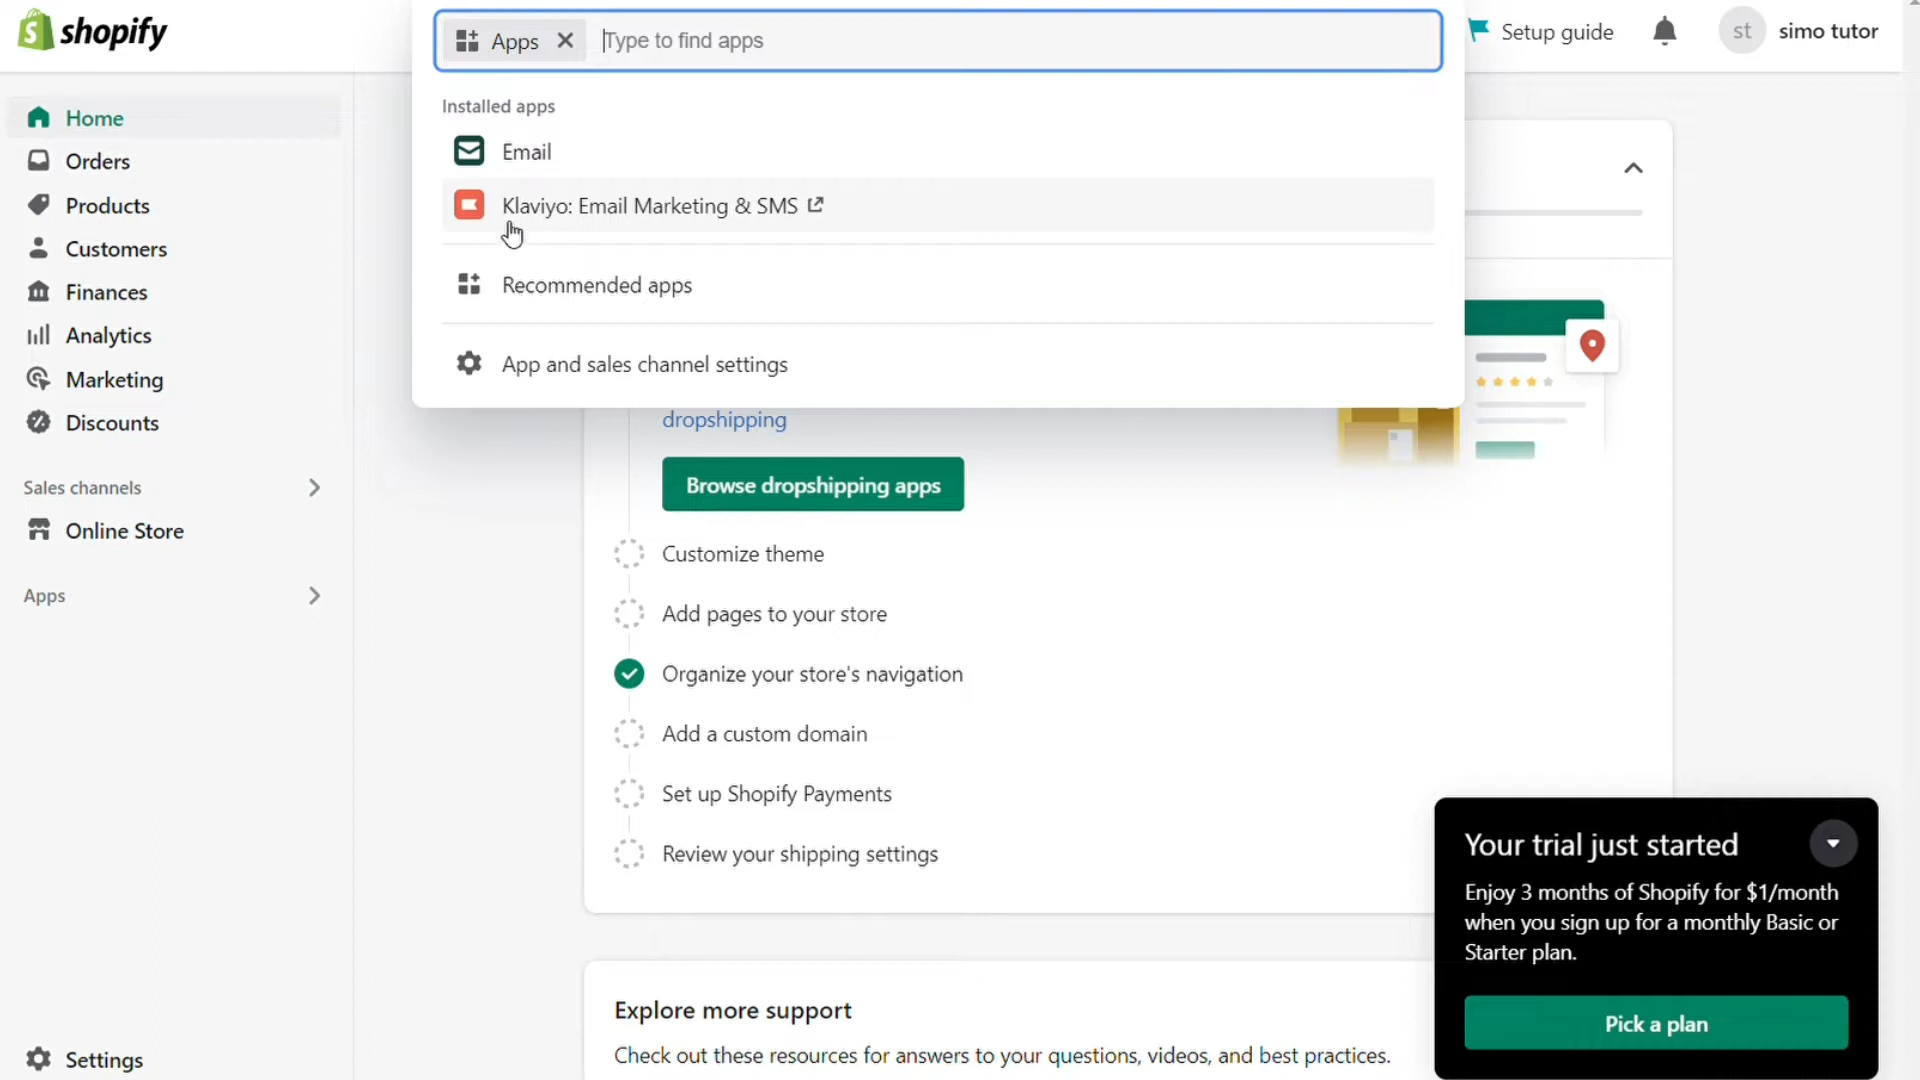 shopify
Apps
Type to find apps
Setup guide
st
simo tutor
Home
Orders
Products
Customers
Finances
Analytics
Marketing
Discounts
Sales channels
Online Store
Apps
Settings
Installed apps
Email
Klaviyo: Email Marketing & SMS
Recommended apps
App and sales channel settings
dropshipping
Browse dropshipping apps
Customize theme
Add pages to your store
Organize your store's navigation
Add a custom domain
Set up Shopify Payments
Review your shipping settings
Explore more support
Check out these resources for answers to your questions, videos, and best practices.
Your trial just started
Enjoy 3 months of Shopify for $1/month
when you sign up for a monthly Basic or
Starter plan.
Pick a plan